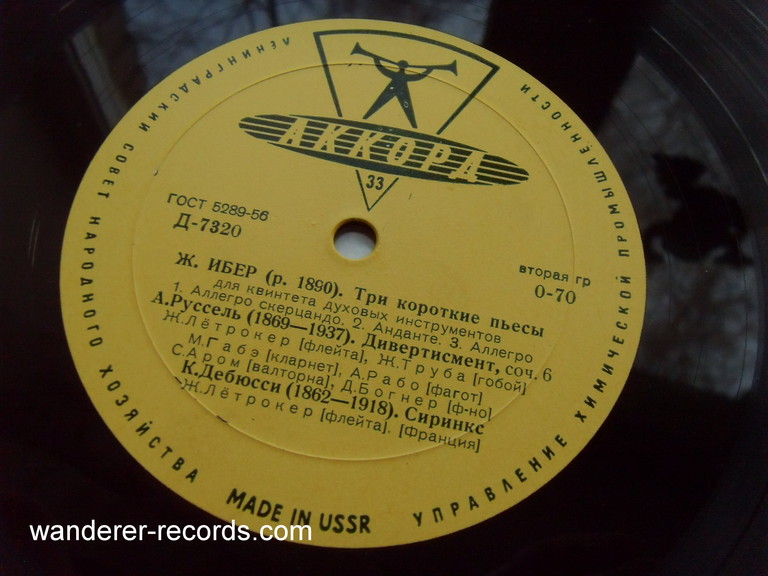 ЛЕНИНГРАДСКИЙ СОВЕТ НАРОДНОГО ХОЗЯЙСТВА
УПРАВЛЕНИЕ ХИМИЧЕСКОЙ ПРОМЫШЛЕННОСТИ
АККОРД
33
ГОСТ 5289-56
Д-7320
вторая гр
0-70
Ж. ИБЕР (р. 1890). Три короткие пьесы
для квинтета духовых инструментов
1. Аллегро скерцандо. 2. Анданте. 3. Аллегро
А.Руссель (1869—1937). Дивертисмент, соч. 6
Ж.Лётрокер [флейта], Ж.Труба [гобой]
М.Габэ [кларнет], А.Рабо [фагот]
С.Аром [валторна], Д.Богнер [ф-но]
К.Дебюсси (1862—1918). Сиринкс
Ж.Лётрокер [флейта]. [Франция]
MADE IN USSR
wanderer-records.com